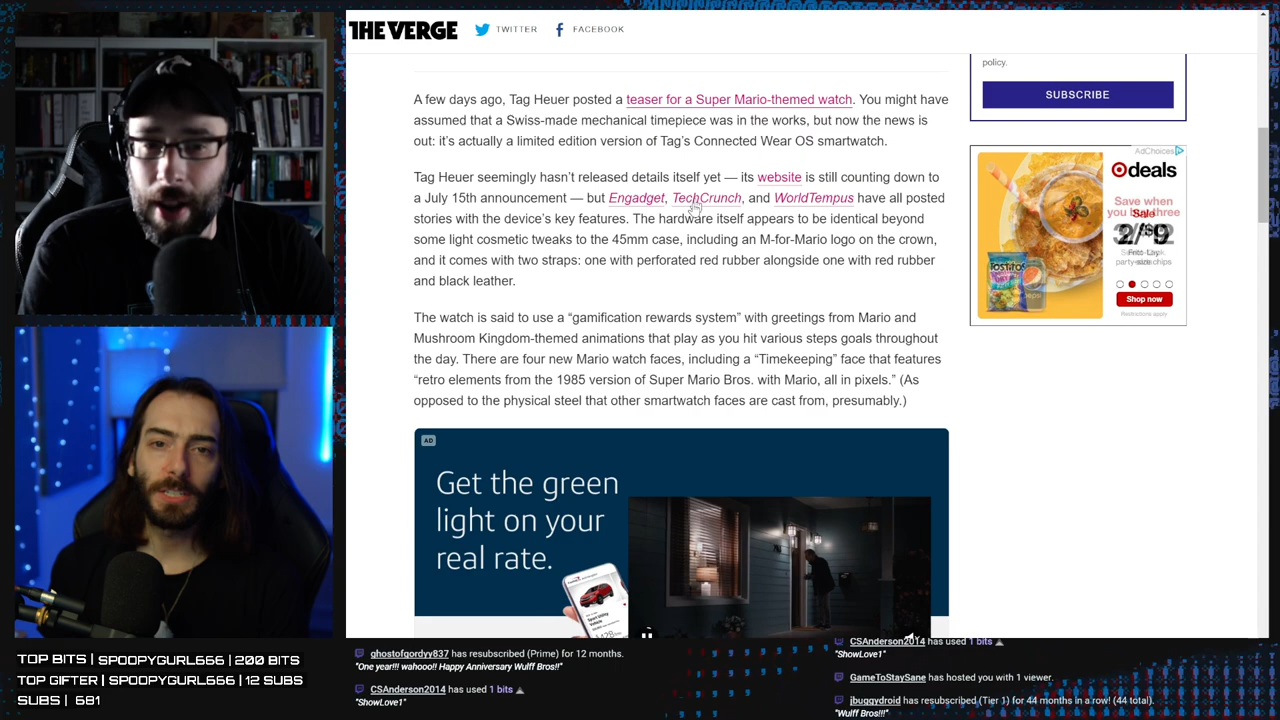 THE VERGE
TWITTER
FACEBOOK
A few days ago, Tag Heuer posted a teaser for a Super Mario-themed watch. You might have
assumed that a Swiss-made mechanical timepiece was in the works, but now the news is
out: it's actually a limited edition version of Tag's Connected Wear OS smartwatch.
Tag Heuer seemingly hasn't released details itself yet — its website is still counting down to
a July 15th announcement — but Engadget, TechCrunch, and WorldTempus have all posted
stories with the device's key features. The hardware itself appears to be identical beyond
some light cosmetic tweaks to the 45mm case, including an M-for-Mario logo on the crown,
and it comes with two straps: one with perforated red rubber alongside one with red rubber
and black leather.
The watch is said to use a “gamification rewards system” with greetings from Mario and
Mushroom Kingdom-themed animations that play as you hit various steps goals throughout
the day. There are four new Mario watch faces, including a “Timekeeping” face that features
“retro elements from the 1985 version of Super Mario Bros. with Mario, all in pixels.” (As
opposed to the physical steel that other smartwatch faces are cast from, presumably.)
AD
Get the green
light on your
real rate.
policy.
SUBSCRIBE
AdChoices
deals
Save when
you
Sale
Frito-Lay
party-size chips
TOSTITOS
pepsi
Shop now
Restrictions apply
TOP BITS | SPOOPYGURL666 | 200 BITS
TOP GIFTER | SPOOPYGURL666 | 12 SUBS
SUBS | 681
ghostofgordyy837 has resubscribed (Prime) for 12 months.
"One year!!! wahooo!! Happy Anniversary Wulff Bros!!"
CSAnderson2014 has used 1 bits
"ShowLove1"
CSAnderson2014 has used 1 bits
"ShowLove1"
GameToStaySane has hosted you with 1 viewer.
jbuggydroid has resubscribed (Tier 1) for 44 months in a row! (44 total).
"Wulff Bros!!!"